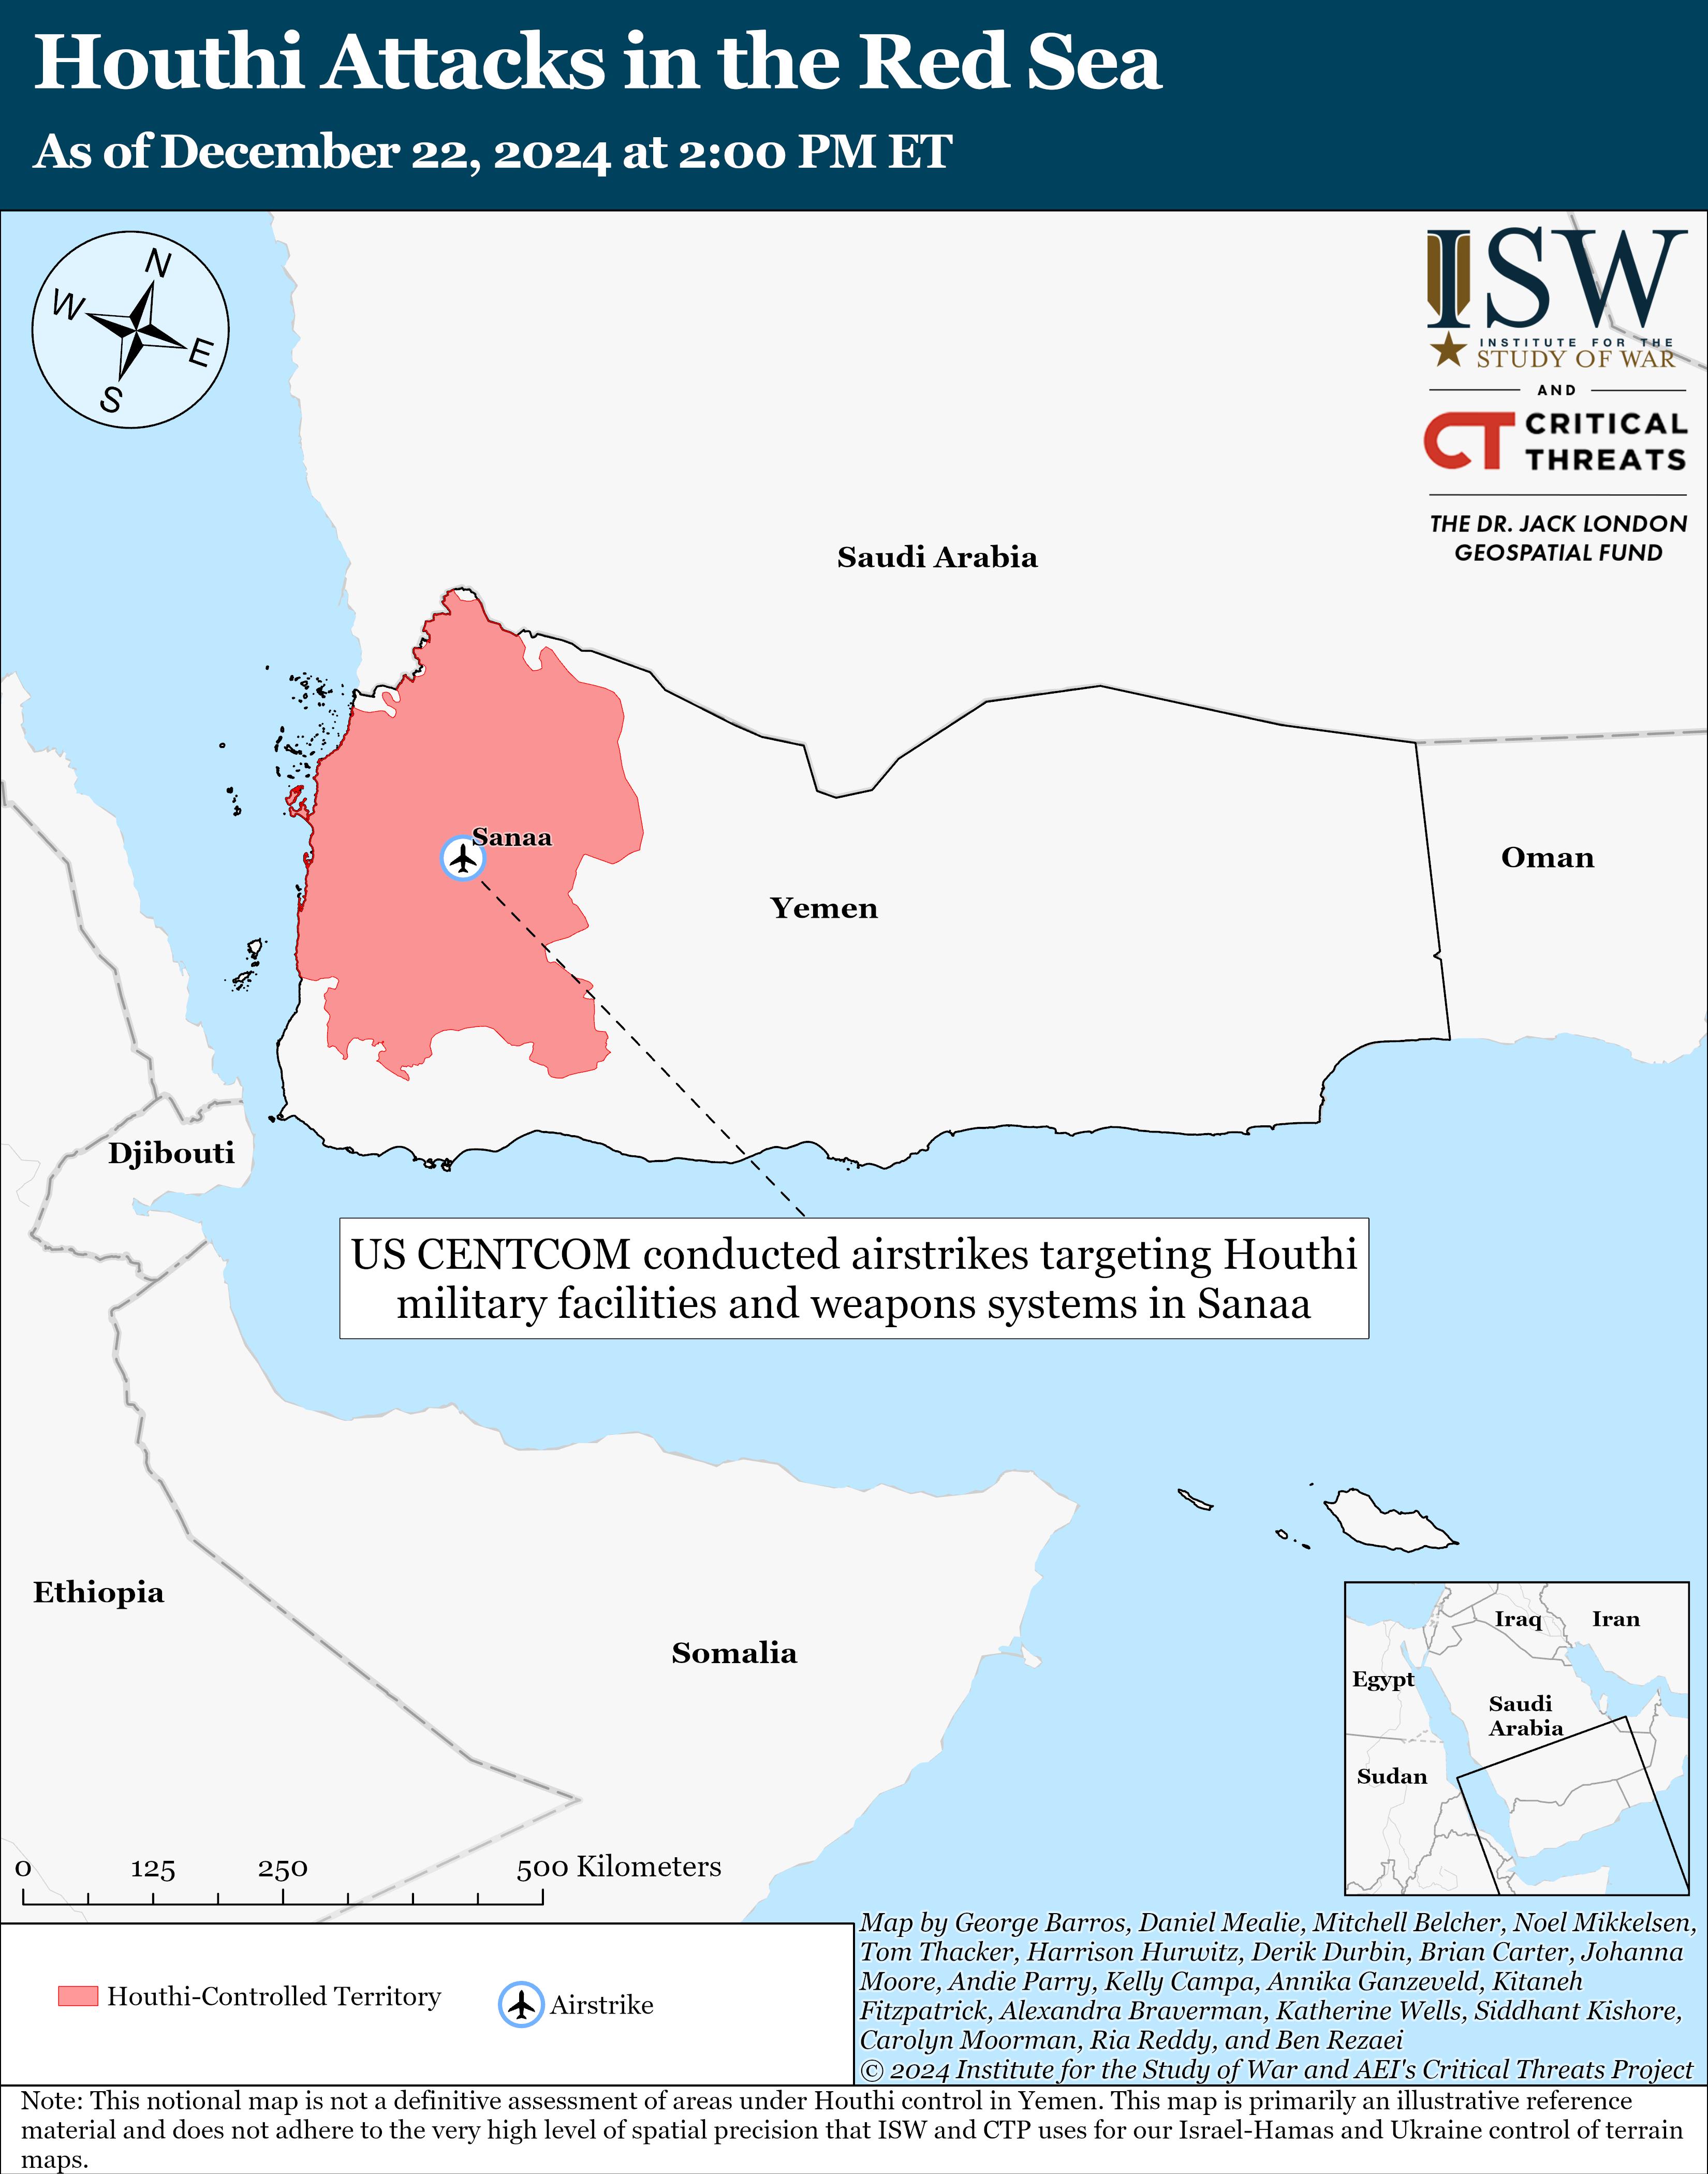 Houthi Attacks in the Red Sea
As of December 22, 2024 at 2:00 PM ET
N
W
E
S
ISW
INSTITUTE FOR THE
STUDY OF WAR
AND
CT CRITICAL
THREATS
THE DR. JACK LONDON
GEOSPATIAL FUND
Saudi Arabia
Sanaa
Oman
Yemen
Djibouti
US CENTCOM conducted airstrikes targeting Houthi
military facilities and weapons systems in Sanaa
Ethiopia
Somalia
Iraq
Iran
Egypt
Saudi
Arabia
Sudan
0 125 250 500 Kilometers
Houthi-Controlled Territory
Airstrike
Map by George Barros, Daniel Mealie, Mitchell Belcher, Noel Mikkelsen,
Tom Thacker, Harrison Hurwitz, Derik Durbin, Brian Carter, Johanna
Moore, Andie Parry, Kelly Campa, Annika Ganzeveld, Kitaneh
Fitzpatrick, Alexandra Braverman, Katherine Wells, Siddhant Kishore,
Carolyn Moorman, Ria Reddy, and Ben Rezaei
© 2024 Institute for the Study of War and AEI's Critical Threats Project
Note: This notional map is not a definitive assessment of areas under Houthi control in Yemen. This map is primarily an illustrative reference
material and does not adhere to the very high level of spatial precision that ISW and CTP uses for our Israel-Hamas and Ukraine control of terrain
maps.